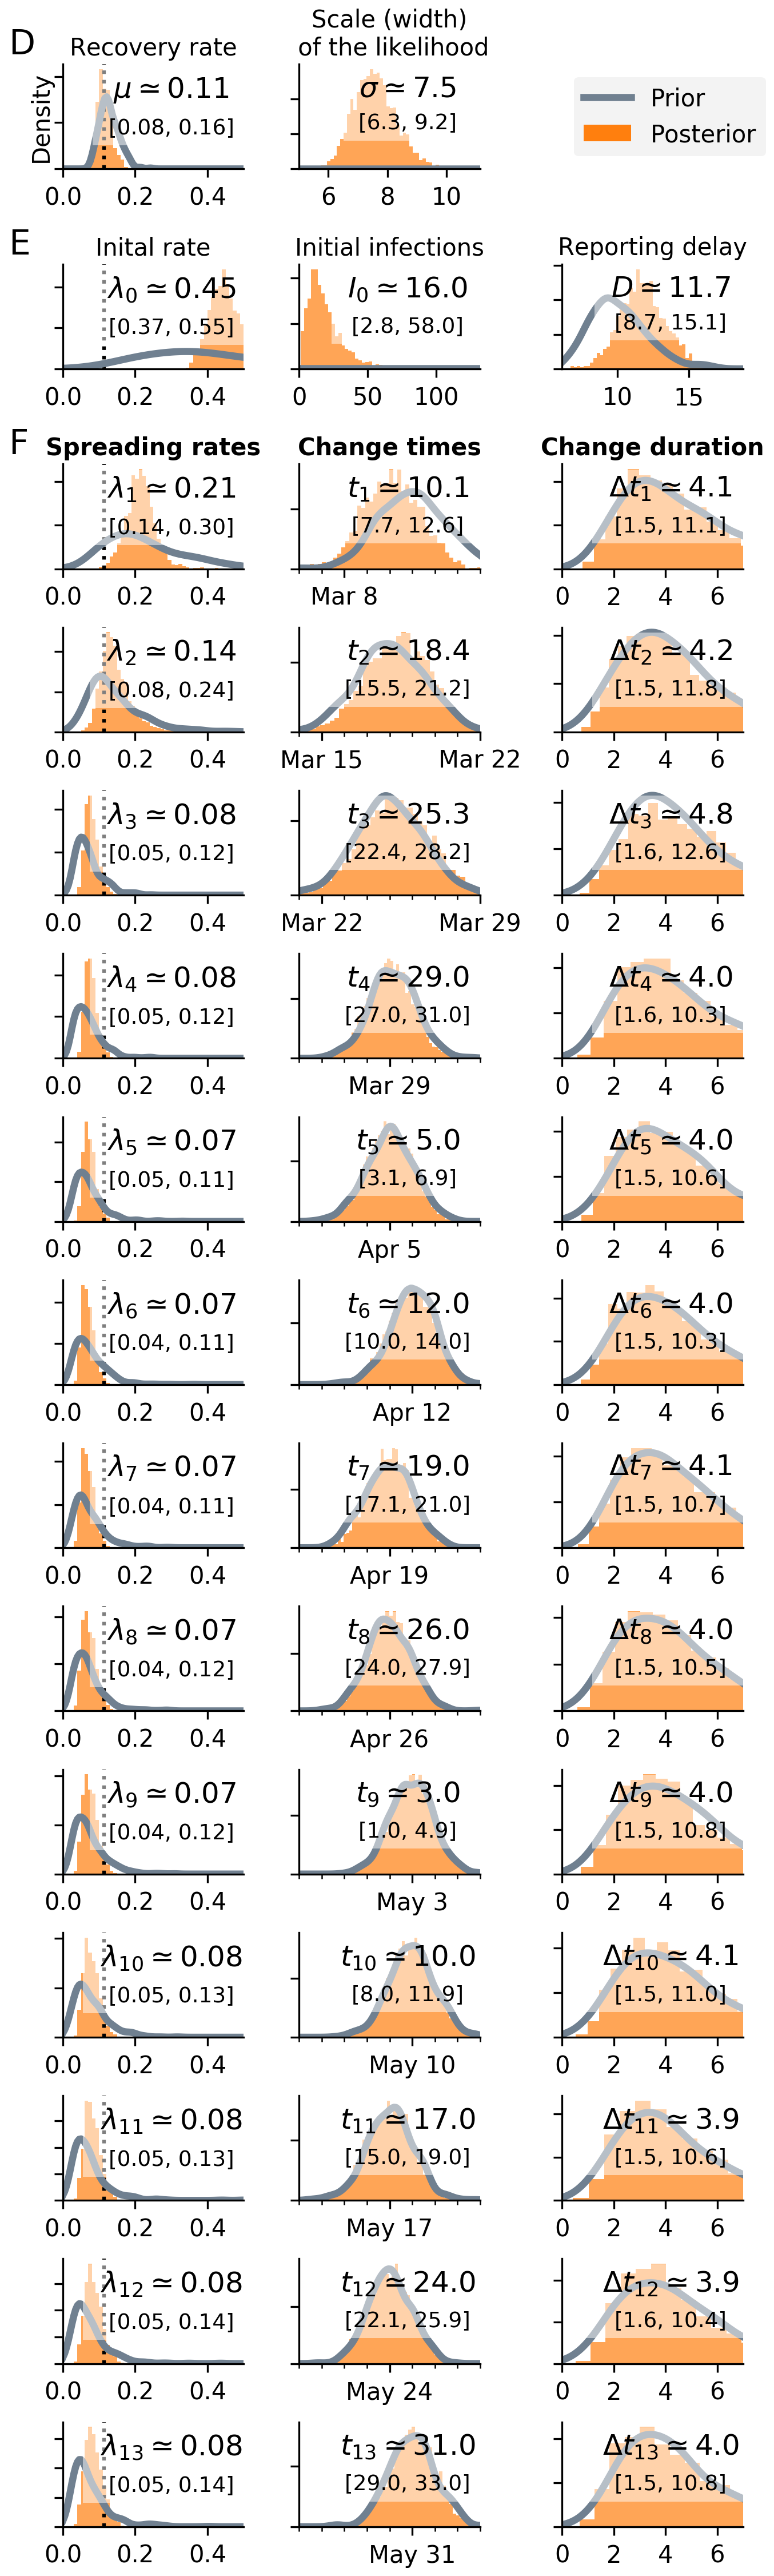 D
Recovery rate
Scale (width)
of the likelihood
Density
μ ≃ 0.11
[0.08, 0.16]
σ ≃ 7.5
[6.3, 9.2]
Prior
Posterior
0.0 0.2 0.4
6 8 10
E
Inital rate
Initial infections
Reporting delay
λ0 ≃ 0.45
[0.37, 0.55]
I0 ≃ 16.0
[2.8, 58.0]
D ≃ 11.7
[8.7, 15.1]
0.0 0.2 0.4
0 50 100
10 15
F
Spreading rates
Change times
Change duration
λ1 ≃ 0.21
[0.14, 0.30]
t1 ≃ 10.1
[7.7, 12.6]
Δt1 ≃ 4.1
[1.5, 11.1]
0.0 0.2 0.4
Mar 8
0 2 4 6
λ2 ≃ 0.14
[0.08, 0.24]
t2 ≃ 18.4
[15.5, 21.2]
Δt2 ≃ 4.2
[1.5, 11.8]
0.0 0.2 0.4
Mar 15 Mar 22
0 2 4 6
λ3 ≃ 0.08
[0.05, 0.12]
t3 ≃ 25.3
[22.4, 28.2]
Δt3 ≃ 4.8
[1.6, 12.6]
0.0 0.2 0.4
Mar 22 Mar 29
0 2 4 6
λ4 ≃ 0.08
[0.05, 0.12]
t4 ≃ 29.0
[27.0, 31.0]
Δt4 ≃ 4.0
[1.6, 10.3]
0.0 0.2 0.4
Mar 29
0 2 4 6
λ5 ≃ 0.07
[0.05, 0.11]
t5 ≃ 5.0
[3.1, 6.9]
Δt5 ≃ 4.0
[1.5, 10.6]
0.0 0.2 0.4
Apr 5
0 2 4 6
λ6 ≃ 0.07
[0.04, 0.11]
t6 ≃ 12.0
[10.0, 14.0]
Δt6 ≃ 4.0
[1.5, 10.3]
0.0 0.2 0.4
Apr 12
0 2 4 6
λ7 ≃ 0.07
[0.04, 0.11]
t7 ≃ 19.0
[17.1, 21.0]
Δt7 ≃ 4.1
[1.5, 10.7]
0.0 0.2 0.4
Apr 19
0 2 4 6
λ8 ≃ 0.07
[0.04, 0.12]
t8 ≃ 26.0
[24.0, 27.9]
Δt8 ≃ 4.0
[1.5, 10.5]
0.0 0.2 0.4
Apr 26
0 2 4 6
λ9 ≃ 0.07
[0.04, 0.12]
t9 ≃ 3.0
[1.0, 4.9]
Δt9 ≃ 4.0
[1.5, 10.8]
0.0 0.2 0.4
May 3
0 2 4 6
λ10 ≃ 0.08
[0.05, 0.13]
t10 ≃ 10.0
[8.0, 11.9]
Δt10 ≃ 4.1
[1.5, 11.0]
0.0 0.2 0.4
May 10
0 2 4 6
λ11 ≃ 0.08
[0.05, 0.13]
t11 ≃ 17.0
[15.0, 19.0]
Δt11 ≃ 3.9
[1.5, 10.6]
0.0 0.2 0.4
May 17
0 2 4 6
λ12 ≃ 0.08
[0.05, 0.14]
t12 ≃ 24.0
[22.1, 25.9]
Δt12 ≃ 3.9
[1.6, 10.4]
0.0 0.2 0.4
May 24
0 2 4 6
λ13 ≃ 0.08
[0.05, 0.14]
t13 ≃ 31.0
[29.0, 33.0]
Δt13 ≃ 4.0
[1.5, 10.8]
0.0 0.2 0.4
May 31
0 2 4 6